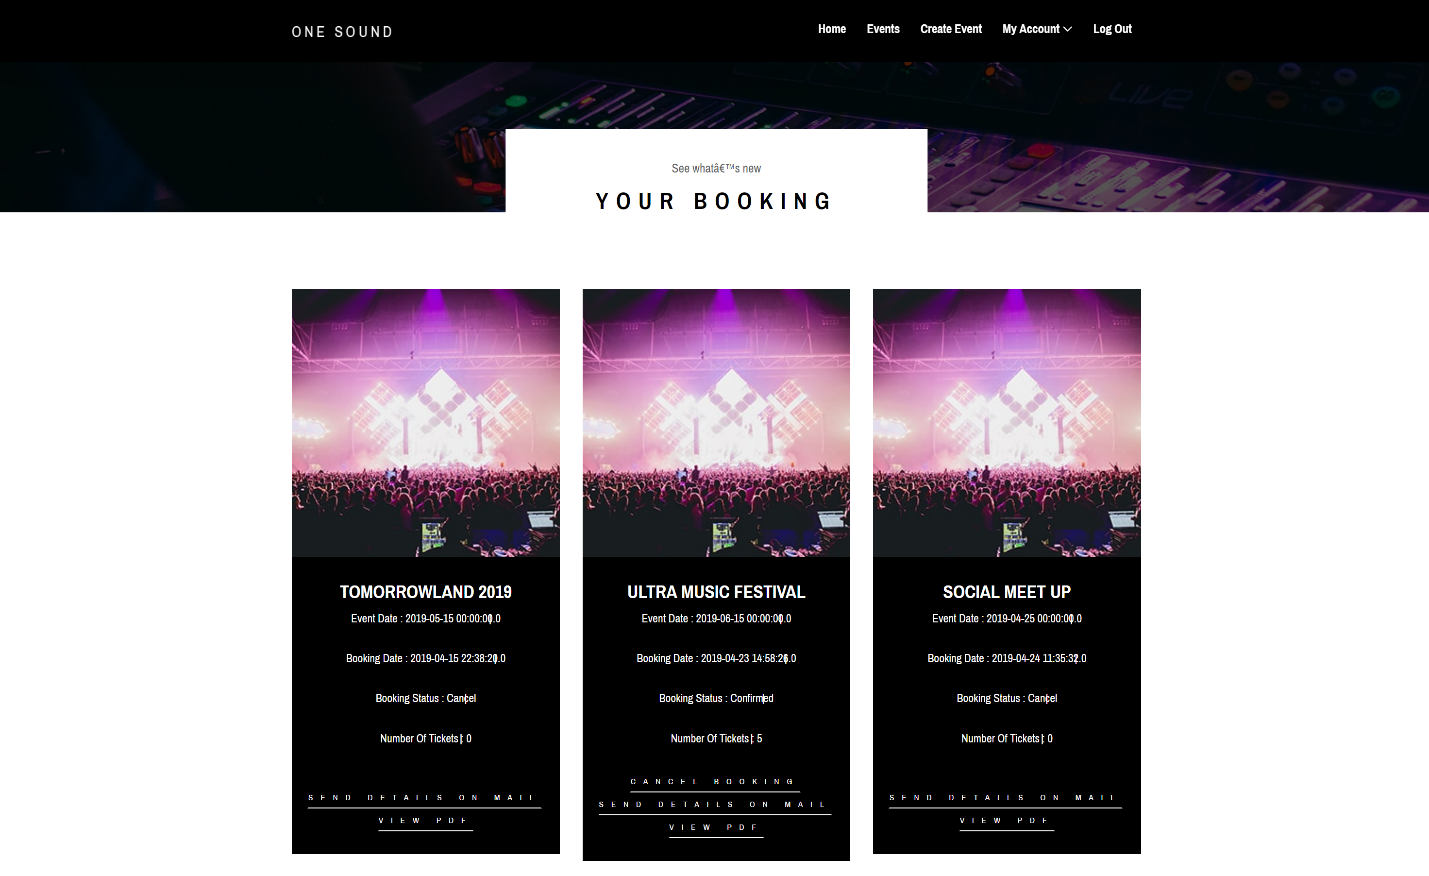 ONE SOUND
Home Events Create Event My Account Log Out
LIVE
See whatâ€™s new
YOUR BOOKING
TOMORROWLAND 2019
Event Date : 2019-05-15 00:00:00.0
Booking Date : 2019-04-15 22:38:20.0
Booking Status : Cancel
Number Of Tickets : 0
SEND DETAILS ON MAIL
VIEW PDF
ULTRA MUSIC FESTIVAL
Event Date : 2019-06-15 00:00:00.0
Booking Date : 2019-04-23 14:58:26.0
Booking Status : Confirmed
Number Of Tickets : 5
CANCEL BOOKING
SEND DETAILS ON MAIL
VIEW PDF
SOCIAL MEET UP
Event Date : 2019-04-25 00:00:00.0
Booking Date : 2019-04-24 11:35:32.0
Booking Status : Cancel
Number Of Tickets : 0
SEND DETAILS ON MAIL
VIEW PDF